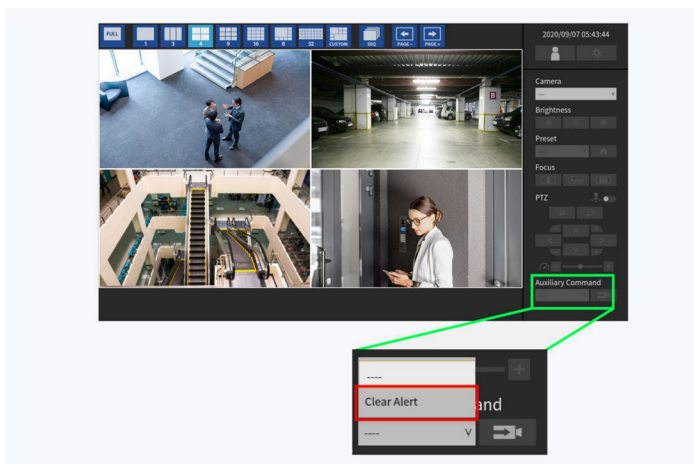 FULL
1
3
4
9
16
8
32
CUSTOM
SEQ
PAGE -
PAGE +
2020/09/07 05:43:44
Camera
---- V
Brightness
Preset
----
Focus
PTZ
Auxiliary Command
----
----
Clear Alert
and
---- V